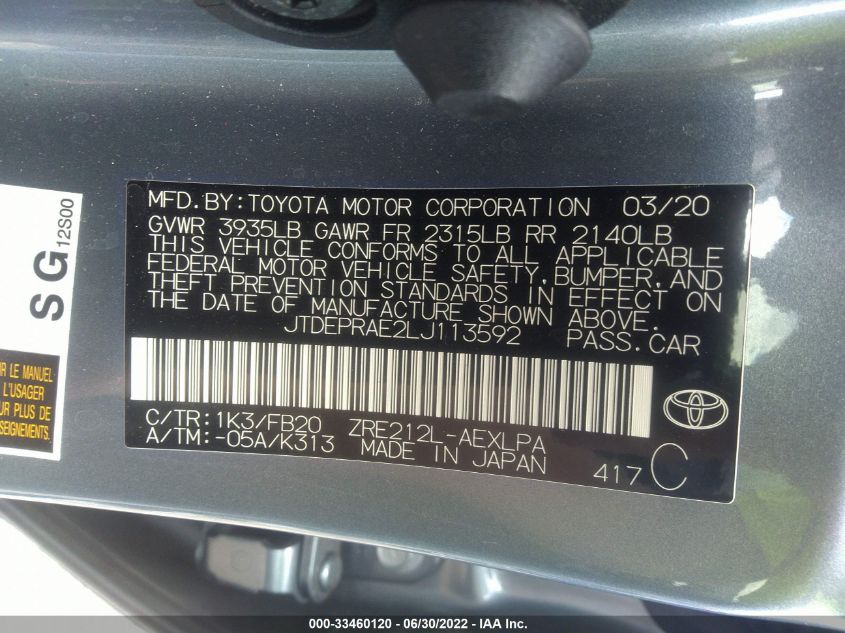 MFD.BY:TOYOTA MOTOR CORPORATION 03/20
GVWR 3935LB GAWR FR 2315LB RR 2140LB
THIS VEHICLE CONFORMS TO ALL APPLICABLE
FEDERAL MOTOR VEHICLE SAFETY,BUMPER,AND
THEFT PREVENTION STANDARDS IN EFFECT ON
THE DATE OF MANUFACTURE SHOWN ABOVE.
JTDEPRAE2LJ113592 PASS.CAR
C/TR:1K3/FB20 ZRE212L-AEXLPA
A/TM:-05A/K313 MADE IN JAPAN 417 C
SG
12S00
LE MANUEL
L'USAGER
PLUS DE
000-33460120 - 06/30/2022 - IAA Inc.